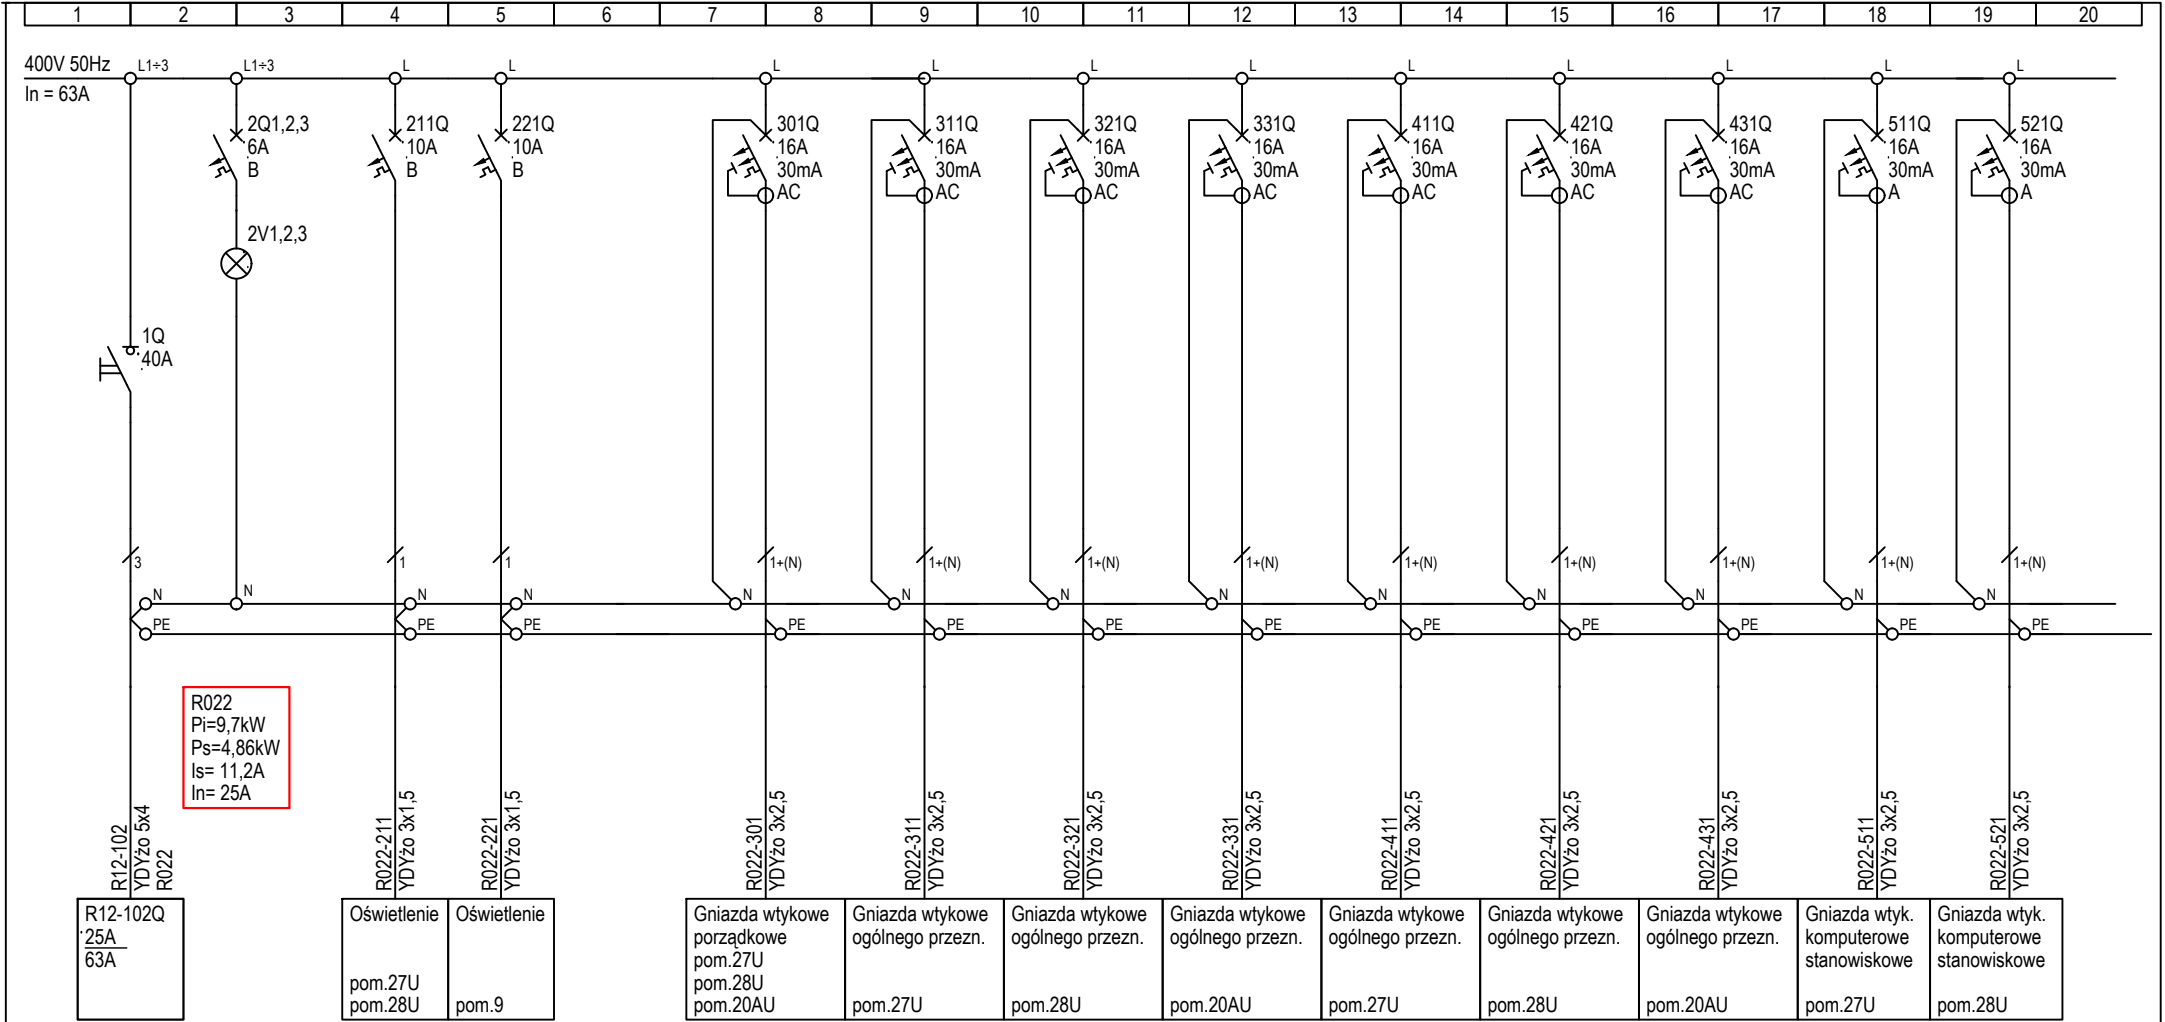 1 2 3 4 5 6 7 8 9 10 11 12 13 14 15 16 17 18 19 20
400V 50Hz
In = 63A
L1÷3
L1÷3
L
L
L
L
L
L
L
L
L
L
L
2Q1,2,3
6A
B
211Q
10A
B
221Q
10A
B
301Q
16A
30mA
AC
311Q
16A
30mA
AC
321Q
16A
30mA
AC
331Q
16A
30mA
AC
411Q
16A
30mA
AC
421Q
16A
30mA
AC
431Q
16A
30mA
AC
511Q
16A
30mA
A
521Q
16A
30mA
A
2V1,2,3
1Q
40A
3
1
1
1+(N)
1+(N)
1+(N)
1+(N)
1+(N)
1+(N)
1+(N)
1+(N)
1+(N)
N
N
N
N
N
N
N
N
N
N
N
N
N
PE
PE
PE
PE
PE
PE
PE
PE
PE
PE
PE
PE
R022
Pi=9,7kW
Ps=4,86kW
Is= 11,2A
In= 25A
R12-102
YDYżo 5x4
R022
R022-211
YDYżo 3x1,5
R022-221
YDYżo 3x1,5
R022-301
YDYżo 3x2,5
R022-311
YDYżo 3x2,5
R022-321
YDYżo 3x2,5
R022-331
YDYżo 3x2,5
R022-411
YDYżo 3x2,5
R022-421
YDYżo 3x2,5
R022-431
YDYżo 3x2,5
R022-511
YDYżo 3x2,5
R022-521
YDYżo 3x2,5
R12-102Q
25A
63A
Oświetlenie
pom.27U
pom.28U
Oświetlenie
pom.9
Gniazda wtykowe
porządkowe
pom.27U
pom.28U
pom.20AU
Gniazda wtykowe
ogólnego przezn.
pom.27U
Gniazda wtykowe
ogólnego przezn.
pom.28U
Gniazda wtykowe
ogólnego przezn.
pom.20AU
Gniazda wtykowe
ogólnego przezn.
pom.27U
Gniazda wtykowe
ogólnego przezn.
pom.28U
Gniazda wtykowe
ogólnego przezn.
pom.20AU
Gniazda wtyk.
komputerowe
stanowiskowe
pom.27U
Gniazda wtyk.
komputerowe
stanowiskowe
pom.28U